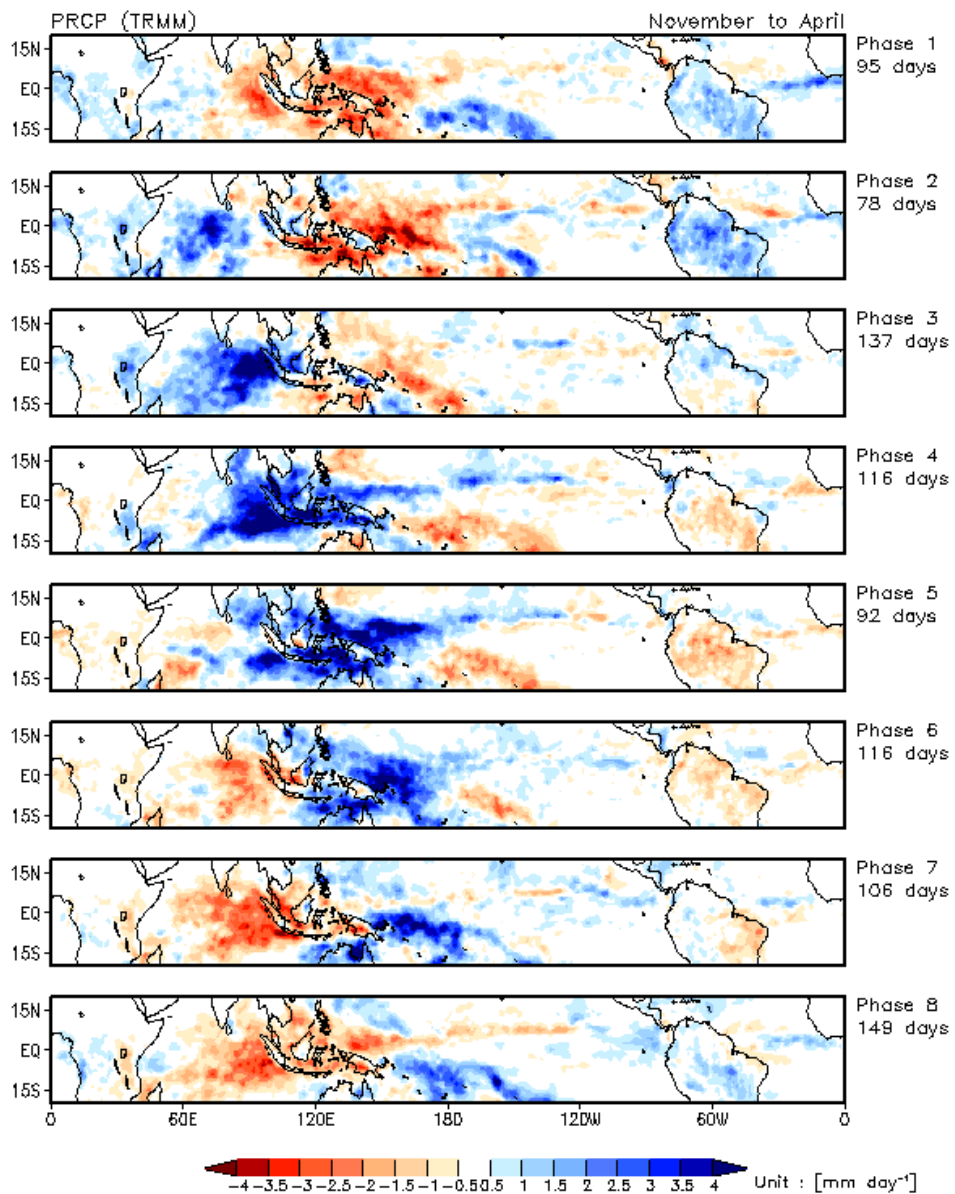 PRCP (TRMM) November to April
15N
EQ
15S
Phase 1
95 days
15N
EQ
15S
Phase 2
78 days
15N
EQ
15S
Phase 3
137 days
15N
EQ
15S
Phase 4
116 days
15N
EQ
15S
Phase 5
92 days
15N
EQ
15S
Phase 6
116 days
15N
EQ
15S
Phase 7
106 days
15N
EQ
15S
Phase 8
149 days
0 60E 120E 180 120W 60W 0
-4 -3.5 -3 -2.5 -2 -1.5 -1 -0.5 0.5 1 1.5 2 2.5 3 3.5 4 Unit : [mm day⁻¹]